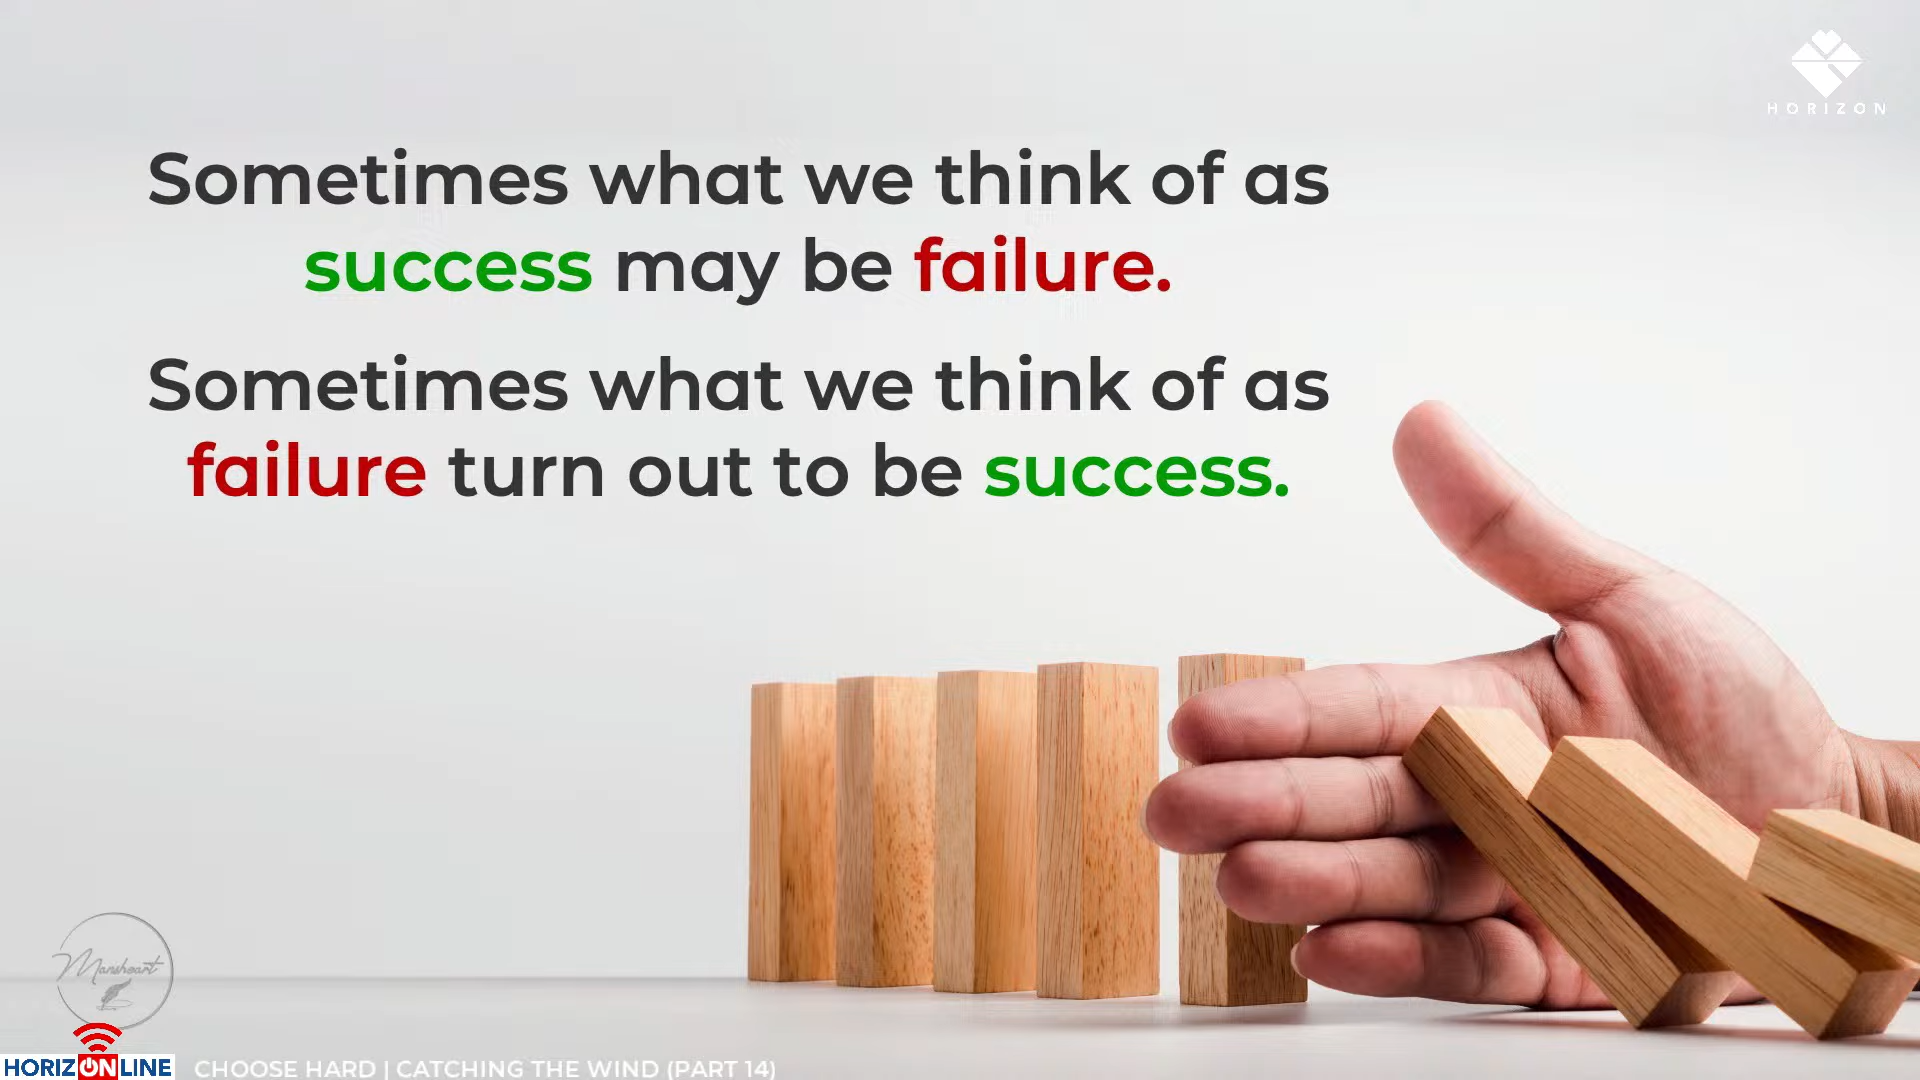 HORIZON
Sometimes what we think of as
success may be failure.
Sometimes what we think of as
failure turn out to be success.
Mansheart
HORIZONLINE
CHOOSE HARD | CATCHING THE WIND (PART 14)